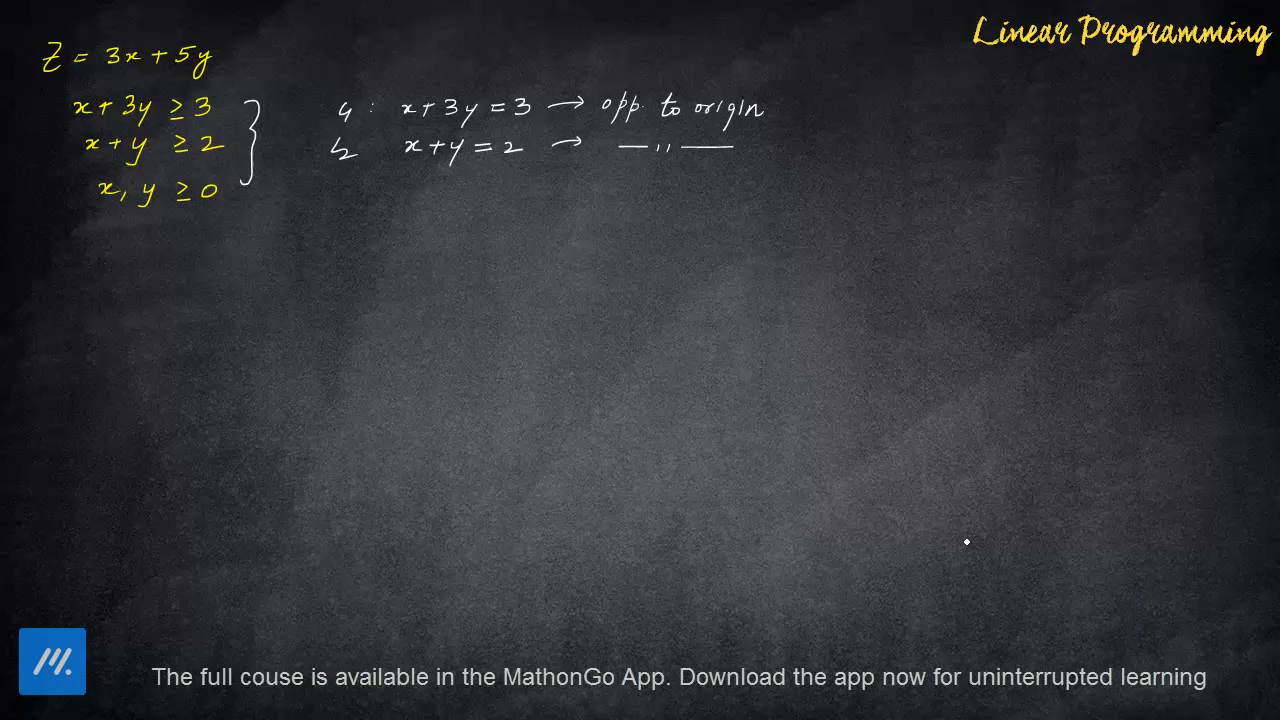 Linear Programming
Z = 3x + 5y
x + 3y ≥ 3
x + y ≥ 2
x, y ≥ 0
L1 : x + 3y = 3 → opp. to origin
L2 x + y = 2 → — ,, —
The full couse is available in the MathonGo App. Download the app now for uninterrupted learning